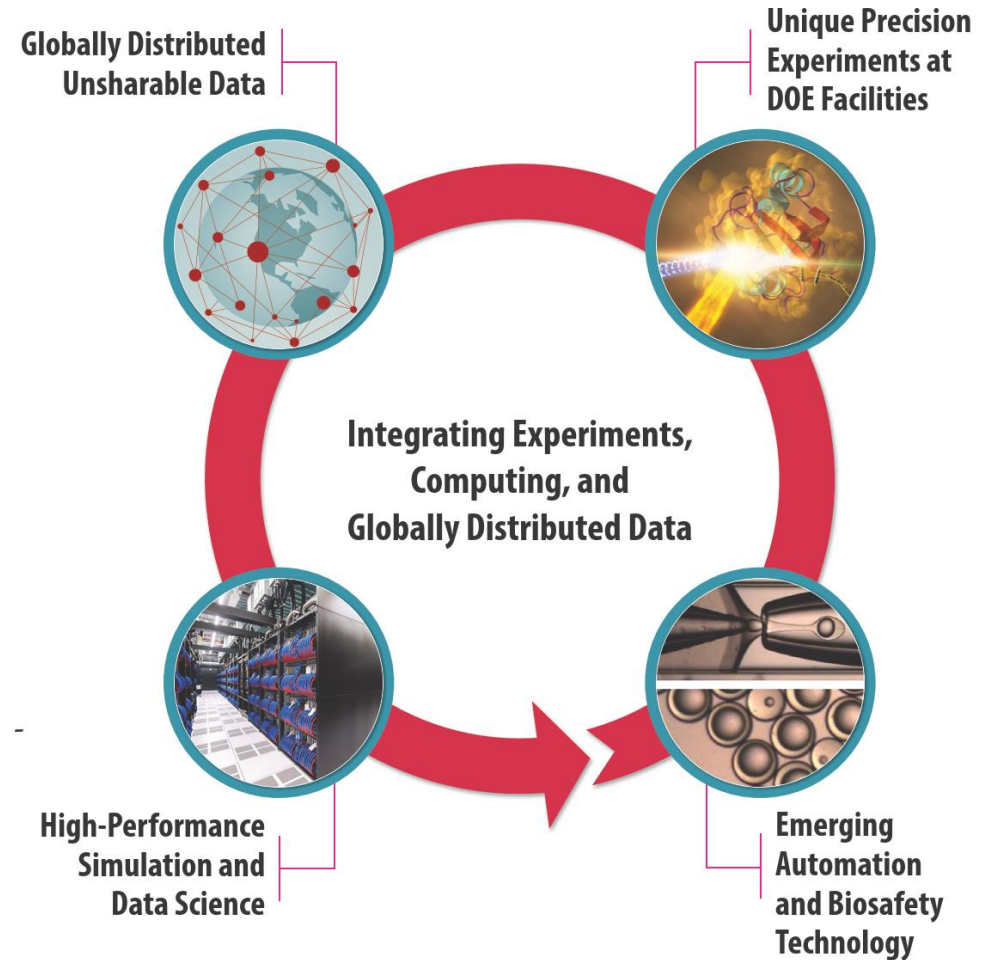 Globally Distributed
Unsharable Data
Unique Precision
Experiments at
DOE Facilities
Integrating Experiments,
Computing, and
Globally Distributed Data
-
High-Performance
Simulation and
Data Science
Emerging
Automation
and Biosafety
Technology